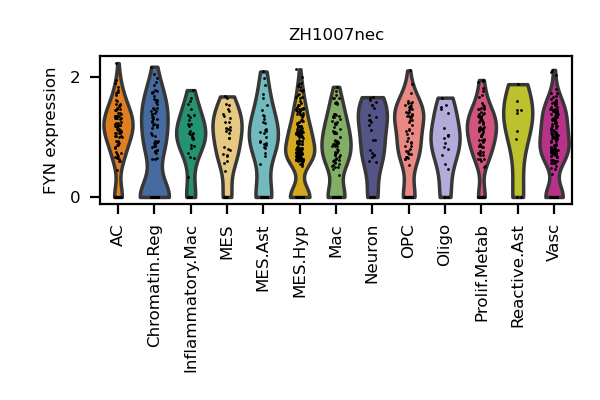 ZH1007nec
FYN expression
2
0
AC
Chromatin.Reg
Inflammatory.Mac
MES
MES.Ast
MES.Hyp
Mac
Neuron
OPC
Oligo
Prolif.Metab
Reactive.Ast
Vasc